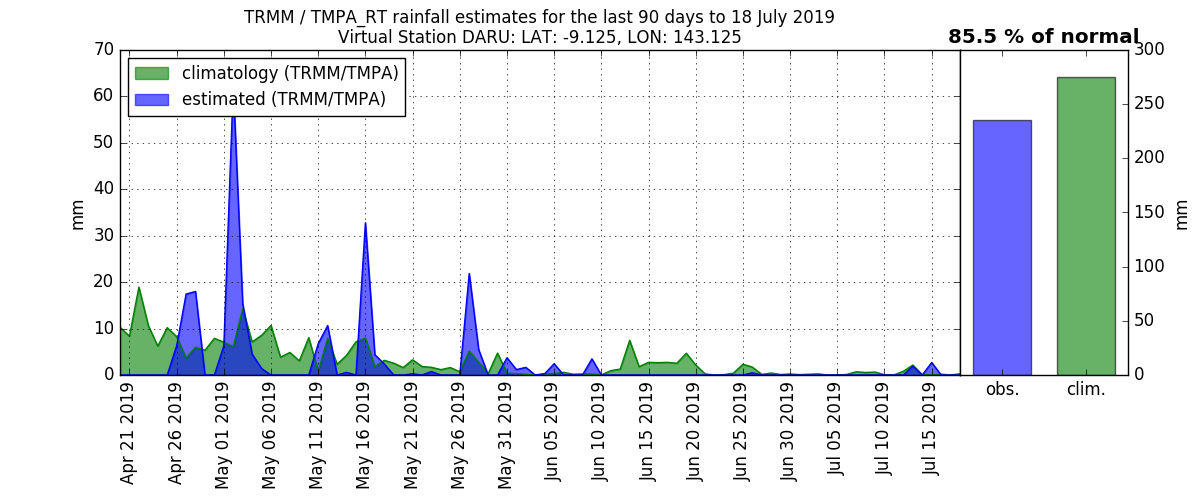 TRMM / TMPA_RT rainfall estimates for the last 90 days to 18 July 2019
Virtual Station DARU: LAT: -9.125, LON: 143.125
85.5 % of normal
climatology (TRMM/TMPA)
estimated (TRMM/TMPA)
70
60
50
40
30
20
10
0
mm
Apr 21 2019
Apr 26 2019
May 01 2019
May 06 2019
May 11 2019
May 16 2019
May 21 2019
May 26 2019
May 31 2019
Jun 05 2019
Jun 10 2019
Jun 15 2019
Jun 20 2019
Jun 25 2019
Jun 30 2019
Jul 05 2019
Jul 10 2019
Jul 15 2019
obs.
clim.
300
250
200
150
100
50
0
mm